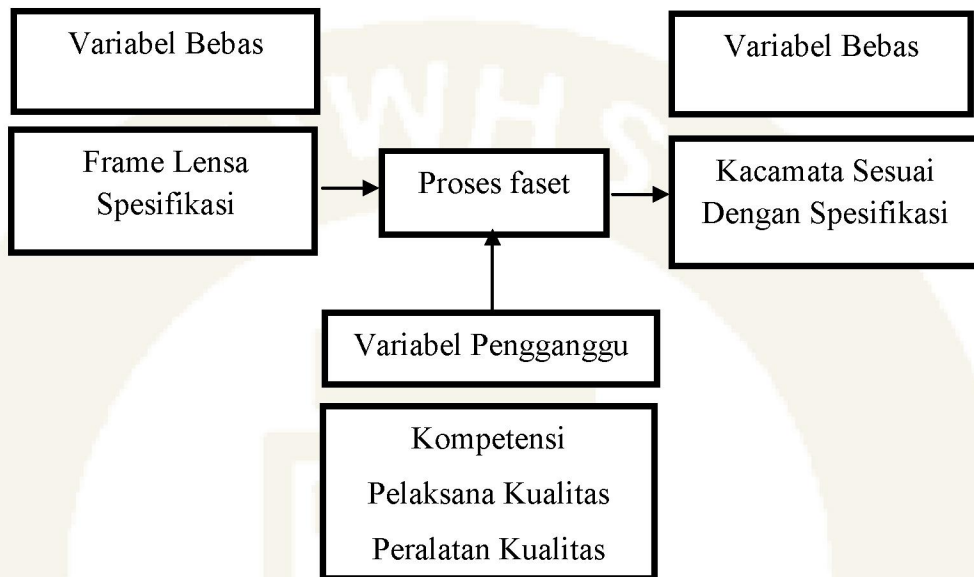 Variabel Bebas
Variabel Bebas
Frame Lensa
Spesifikasi
Proses faset
Kacamata Sesuai
Dengan Spesifikasi
Variabel Pengganggu
Kompetensi
Pelaksana Kualitas
Peralatan Kualitas
WHS